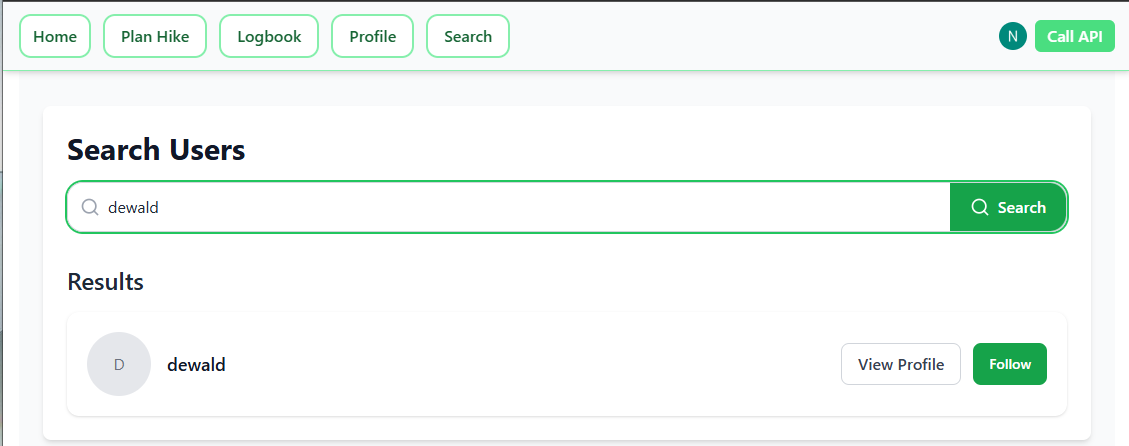 Home Plan Hike Logbook Profile Search N Call API
Search Users
dewald Search
Results
D dewald View Profile Follow